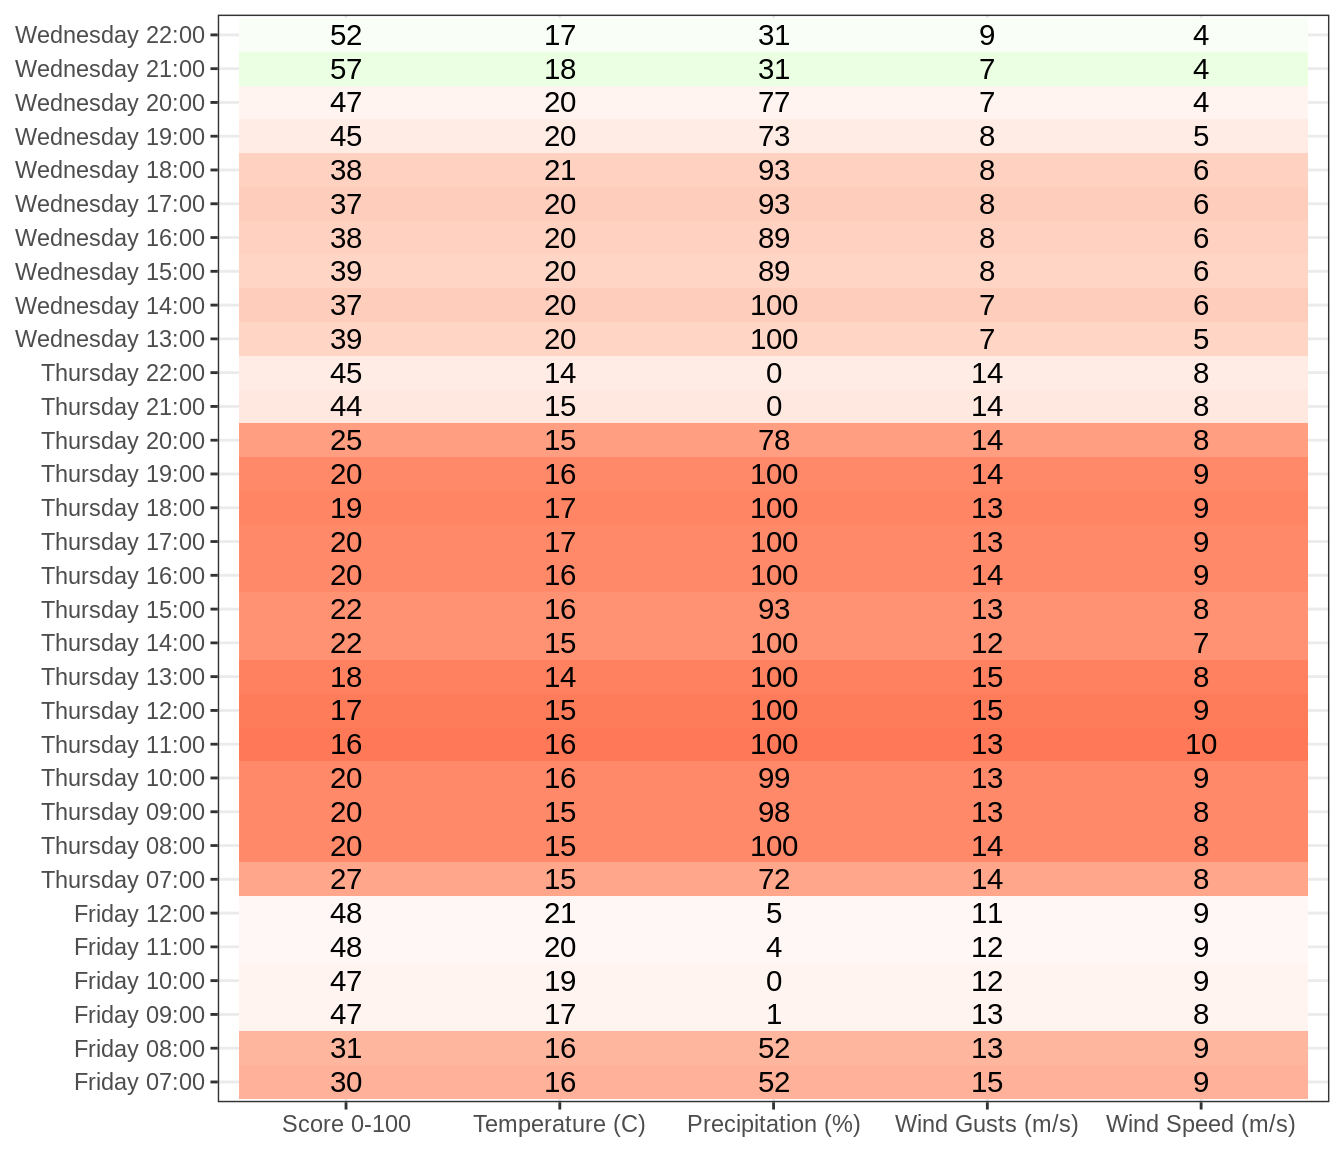 Wednesday 22:00 52 17 31 9 4
Wednesday 21:00 57 18 31 7 4
Wednesday 20:00 47 20 77 7 4
Wednesday 19:00 45 20 73 8 5
Wednesday 18:00 38 21 93 8 6
Wednesday 17:00 37 20 93 8 6
Wednesday 16:00 38 20 89 8 6
Wednesday 15:00 39 20 89 8 6
Wednesday 14:00 37 20 100 7 6
Wednesday 13:00 39 20 100 7 5
Thursday 22:00 45 14 0 14 8
Thursday 21:00 44 15 0 14 8
Thursday 20:00 25 15 78 14 8
Thursday 19:00 20 16 100 14 9
Thursday 18:00 19 17 100 13 9
Thursday 17:00 20 17 100 13 9
Thursday 16:00 20 16 100 14 9
Thursday 15:00 22 16 93 13 8
Thursday 14:00 22 15 100 12 7
Thursday 13:00 18 14 100 15 8
Thursday 12:00 17 15 100 15 9
Thursday 11:00 16 16 100 13 10
Thursday 10:00 20 16 99 13 9
Thursday 09:00 20 15 98 13 8
Thursday 08:00 20 15 100 14 8
Thursday 07:00 27 15 72 14 8
Friday 12:00 48 21 5 11 9
Friday 11:00 48 20 4 12 9
Friday 10:00 47 19 0 12 9
Friday 09:00 47 17 1 13 8
Friday 08:00 31 16 52 13 9
Friday 07:00 30 16 52 15 9
Score 0-100 Temperature (C) Precipitation (%) Wind Gusts (m/s) Wind Speed (m/s)